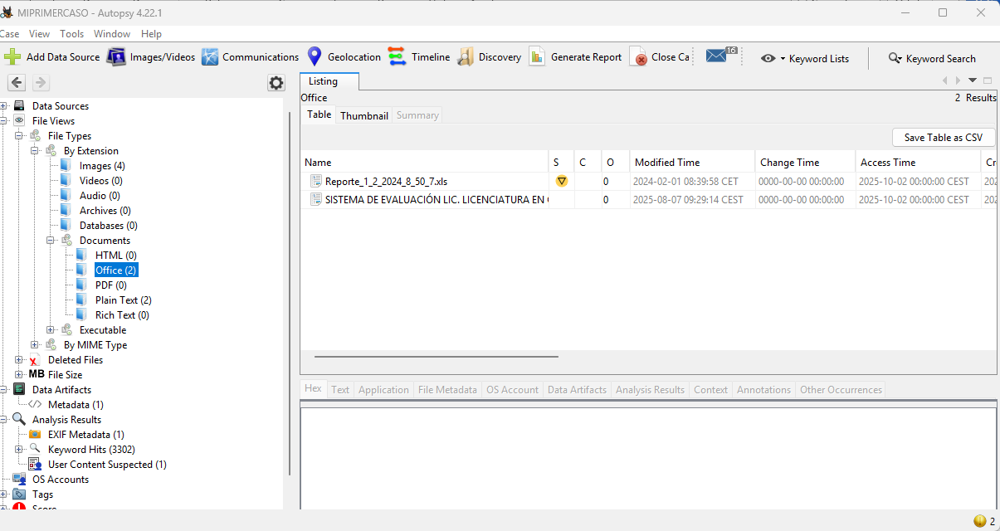 MIPRIMERCASO - Autopsy 4.22.1
Case View Tools Window Help
Add Data Source Images/Videos Communications Geolocation Timeline Discovery Generate Report Close Ca 16 Keyword Lists Keyword Search
Listing
Office 2 Results
Table Thumbnail Summary
Save Table as CSV
Name S C O Modified Time Change Time Access Time Cr
Reporte_1_2_2024_8_50_7.xls 0 2024-02-01 08:39:58 CET 0000-00-00 00:00:00 2025-10-02 00:00:00 CEST 202
SISTEMA DE EVALUACIÓN LIC. LICENCIATURA EN 0 2025-08-07 09:29:14 CEST 0000-00-00 00:00:00 2025-10-02 00:00:00 CEST 202
Data Sources
File Views
File Types
By Extension
Images (4)
Videos (0)
Audio (0)
Archives (0)
Databases (0)
Documents
HTML (0)
Office (2)
PDF (0)
Plain Text (2)
Rich Text (0)
Executable
By MIME Type
Deleted Files
MB File Size
Data Artifacts
Metadata (1)
Analysis Results
EXIF Metadata (1)
Keyword Hits (3302)
User Content Suspected (1)
OS Accounts
Tags
Score
Hex Text Application File Metadata OS Account Data Artifacts Analysis Results Context Annotations Other Occurrences
2